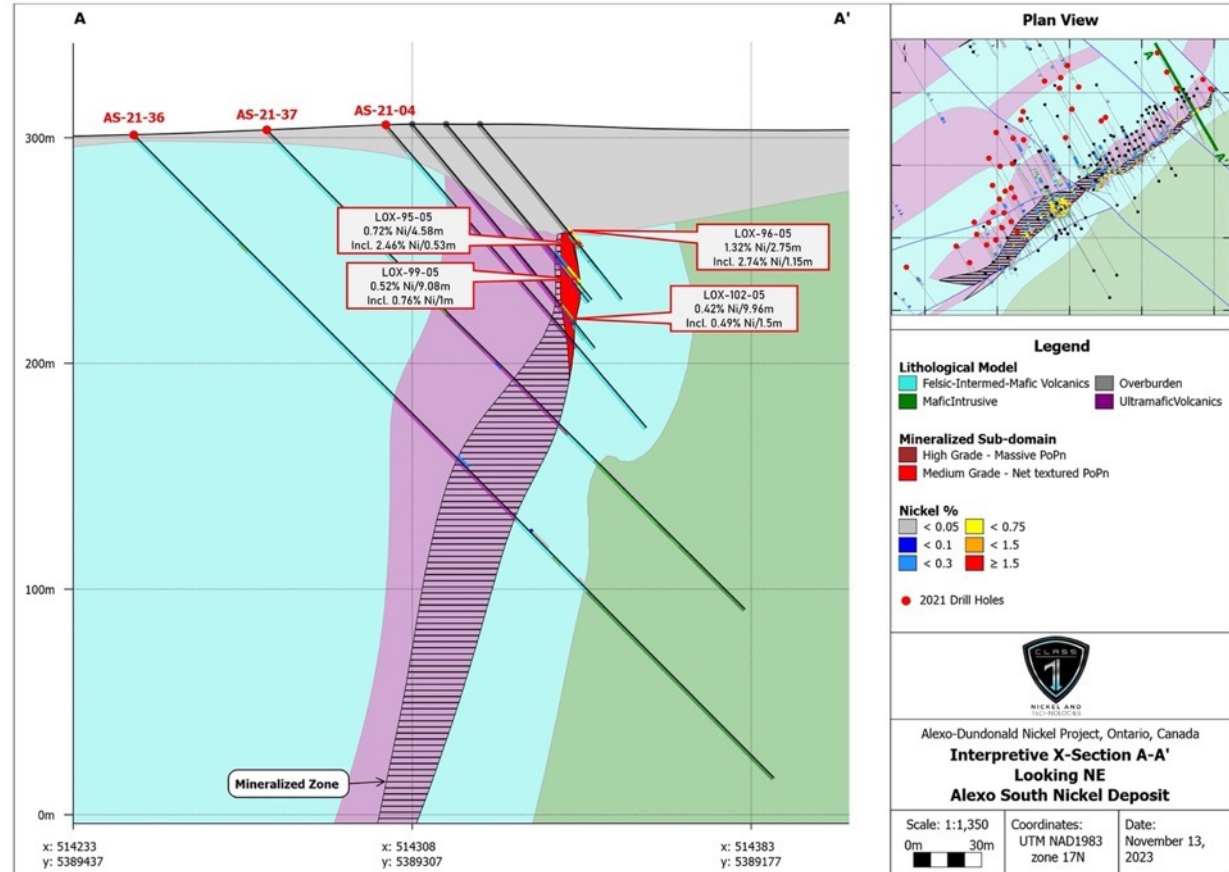 A
A'
AS-21-36
AS-21-37
AS-21-04
300m
200m
100m
0m
LOX-95-05
0.72% Ni/4.58m
Incl. 2.46% Ni/0.53m
LOX-99-05
0.52% Ni/9.08m
Incl. 0.76% Ni/1m
LOX-96-05
1.32% Ni/2.75m
Incl. 2.74% Ni/1.15m
LOX-102-05
0.42% Ni/9.96m
Incl. 0.49% Ni/1.5m
Mineralized Zone
x: 514233
y: 5389437
x: 514308
y: 5389307
x: 514383
y: 5389177
Plan View
A
A'
Legend
Lithological Model
Felsic-Intermed-Mafic Volcanics
Overburden
MaficIntrusive
UltramaficVolcanics
Mineralized Sub-domain
High Grade - Massive PoPn
Medium Grade - Net textured PoPn
Nickel %
< 0.05
< 0.75
< 0.1
< 1.5
< 0.3
≥ 1.5
2021 Drill Holes
CLASS
1
NICKEL AND
TECHNOLOGIES
Alexo-Dundonald Nickel Project, Ontario, Canada
Interpretive X-Section A-A'
Looking NE
Alexo South Nickel Deposit
Scale: 1:1,350
0m 30m
Coordinates:
UTM NAD1983
zone 17N
Date:
November 13,
2023